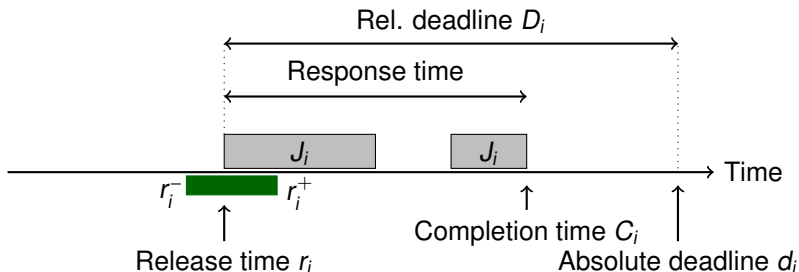 Rel. deadline Dᵢ
Response time
Jᵢ Jᵢ
Time
rᵢ⁻ rᵢ⁺
Completion time Cᵢ
Release time rᵢ Absolute deadline dᵢ